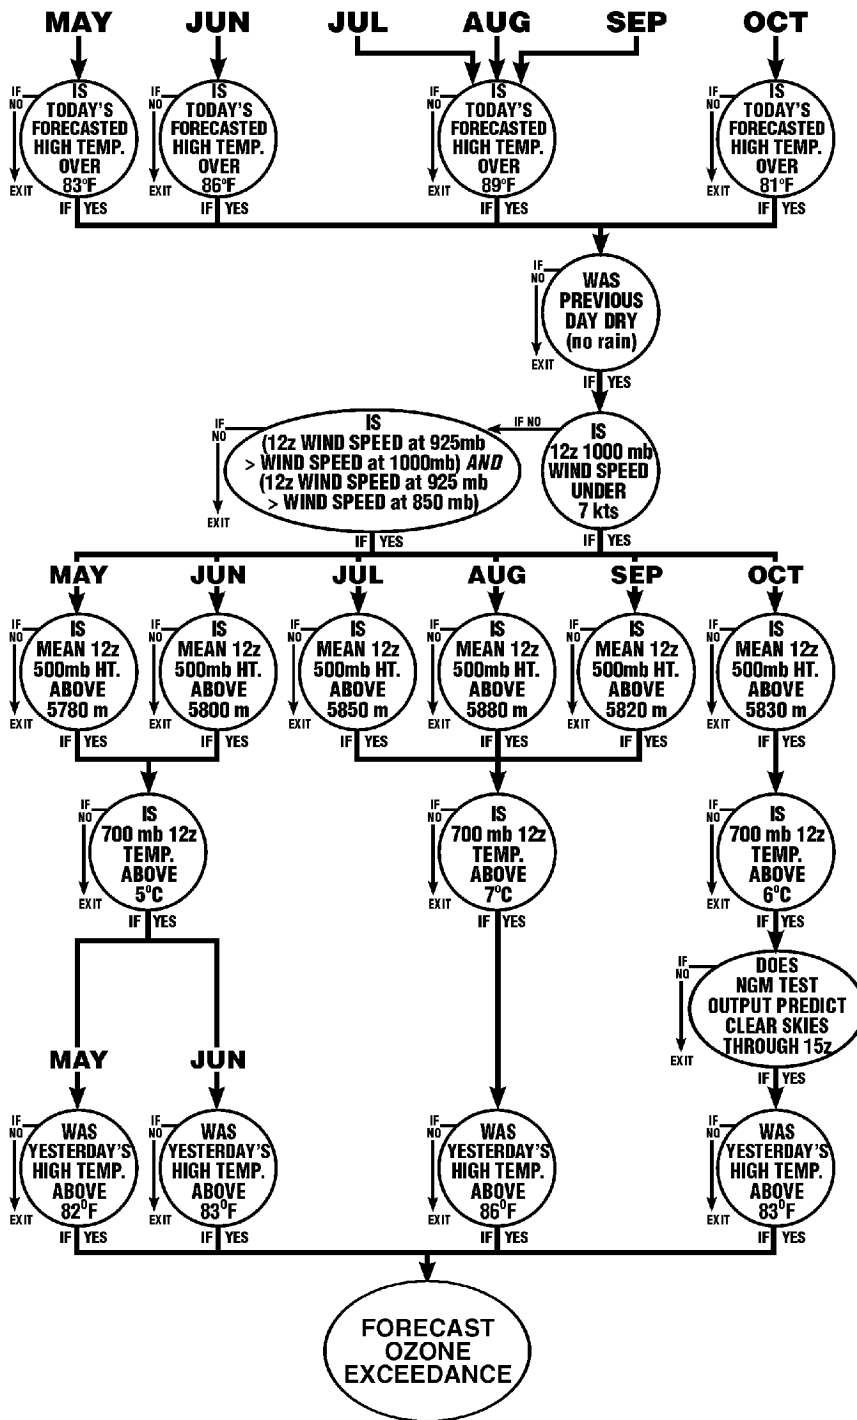 MAY JUN JUL AUG SEP OCT
IF
NO
EXIT
IS
TODAY'S
FORECASTED
HIGH TEMP.
OVER
83ºF
IF YES
IF
NO
EXIT
IS
TODAY'S
FORECASTED
HIGH TEMP.
OVER
86ºF
IF YES
IF
NO
EXIT
IS
TODAY'S
FORECASTED
HIGH TEMP.
OVER
89ºF
IF YES
IF
NO
EXIT
IS
TODAY'S
FORECASTED
HIGH TEMP.
OVER
81ºF
IF YES
IF
NO
EXIT
WAS
PREVIOUS
DAY DRY
(no rain)
IF YES
IS
12z 1000 mb
WIND SPEED
UNDER
7 kts
IF NO
IF YES
IF
NO
EXIT
IS
(12z WIND SPEED at 925mb
> WIND SPEED at 1000mb) AND
(12z WIND SPEED at 925 mb
> WIND SPEED at 850 mb)
IF YES
MAY JUN JUL AUG SEP OCT
IF
NO
EXIT
IS
MEAN 12z
500mb HT.
ABOVE
5780 m
IF YES
IF
NO
EXIT
IS
MEAN 12z
500mb HT.
ABOVE
5800 m
IF YES
IF
NO
EXIT
IS
MEAN 12z
500mb HT.
ABOVE
5850 m
IF YES
IF
NO
EXIT
IS
MEAN 12z
500mb HT.
ABOVE
5880 m
IF YES
IF
NO
EXIT
IS
MEAN 12z
500mb HT.
ABOVE
5820 m
IF YES
IF
NO
EXIT
IS
MEAN 12z
500mb HT.
ABOVE
5830 m
IF YES
IF
NO
EXIT
IS
700 mb 12z
TEMP.
ABOVE
5ºC
IF YES
IF
NO
EXIT
IS
700 mb 12z
TEMP.
ABOVE
7ºC
IF YES
IF
NO
EXIT
IS
700 mb 12z
TEMP.
ABOVE
6ºC
IF YES
IF
NO
EXIT
DOES
NGM TEST
OUTPUT PREDICT
CLEAR SKIES
THROUGH 15z
IF YES
MAY JUN
IF
NO
EXIT
WAS
YESTERDAY'S
HIGH TEMP.
ABOVE
82ºF
IF YES
IF
NO
EXIT
WAS
YESTERDAY'S
HIGH TEMP.
ABOVE
83ºF
IF YES
IF
NO
EXIT
WAS
YESTERDAY'S
HIGH TEMP.
ABOVE
86ºF
IF YES
IF
NO
EXIT
WAS
YESTERDAY'S
HIGH TEMP.
ABOVE
83ºF
IF YES
FORECAST
OZONE
EXCEEDANCE